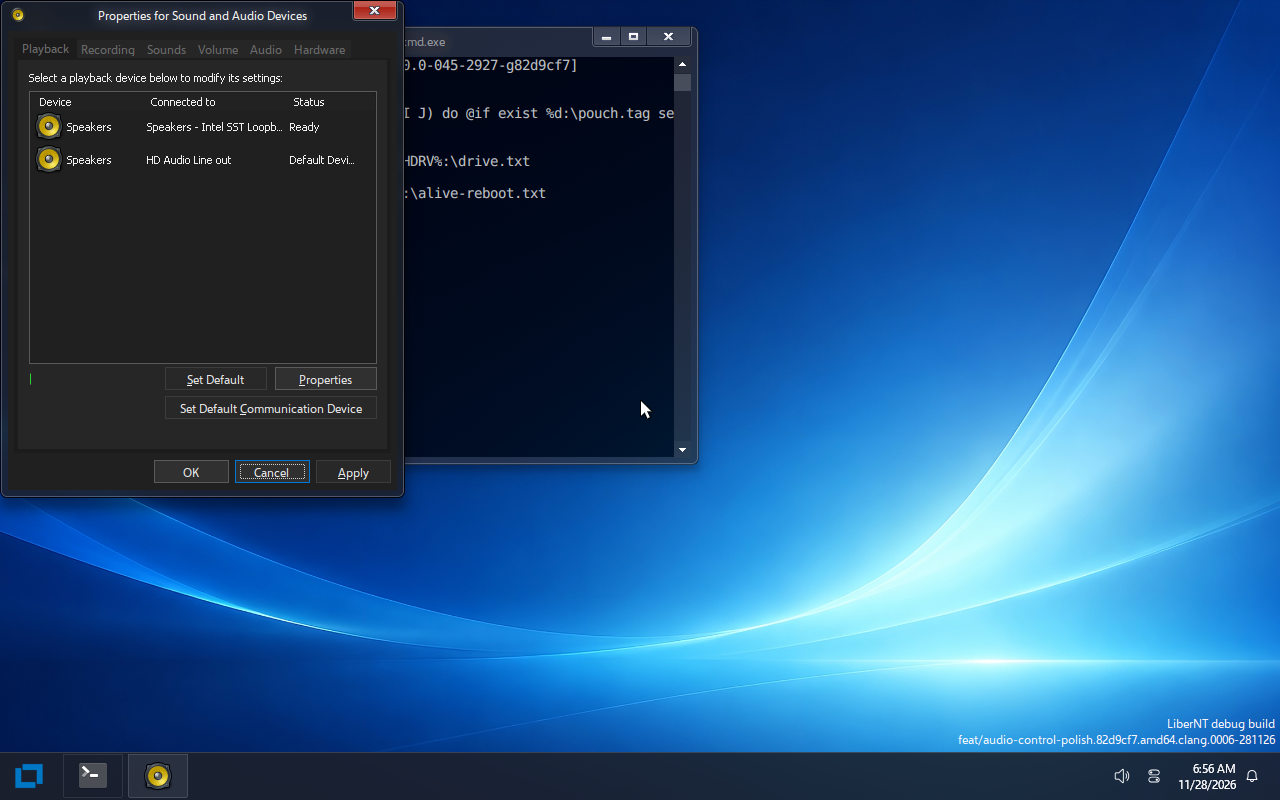 Properties for Sound and Audio Devices
Playback Recording Sounds Volume Audio Hardware
Select a playback device below to modify its settings:
Device Connected to Status
Speakers Speakers - Intel SST Loopb... Ready
Speakers HD Audio Line out Default Devi...
Set Default Properties
Set Default Communication Device
OK Cancel Apply
md.exe
0.0-045-2927-g82d9cf7]
I J) do @if exist %d:\pouch.tag se
HDRV%:\drive.txt
:\alive-reboot.txt
LiberNT debug build
feat/audio-control-polish.82d9cf7.amd64.clang.0006-281126
6:56 AM
11/28/2026